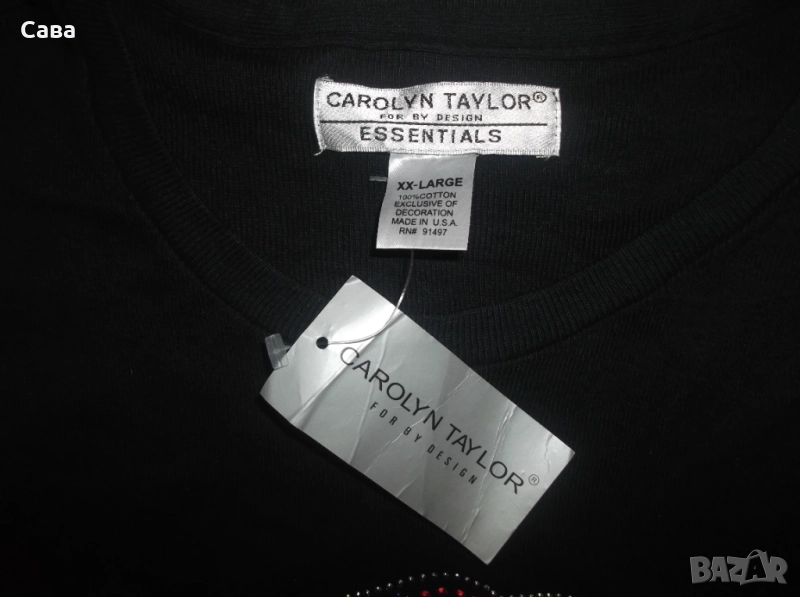 Сава
CAROLYN TAYLOR®
FOR BY DESIGN
ESSENTIALS
XX-LARGE
100%COTTON
EXCLUSIVE OF
DECORATION
MADE IN U.S.A.
RN# 91497
CAROLYN TAYLOR®
FOR BY DESIGN
BAZAR